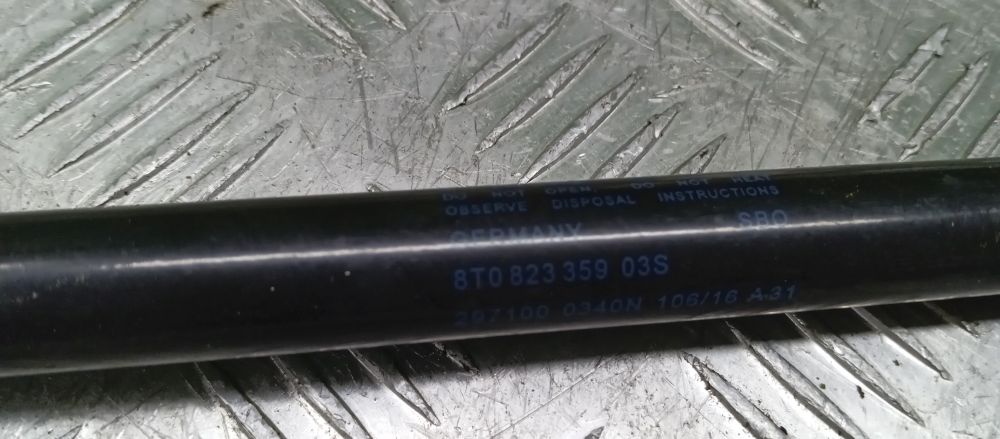 DO NOT OPEN, DO NOT HEAT
OBSERVE DISPOSAL INSTRUCTIONS
GERMANY SBO
8T0 823 359 03S
297100 0340N 106/16 A31